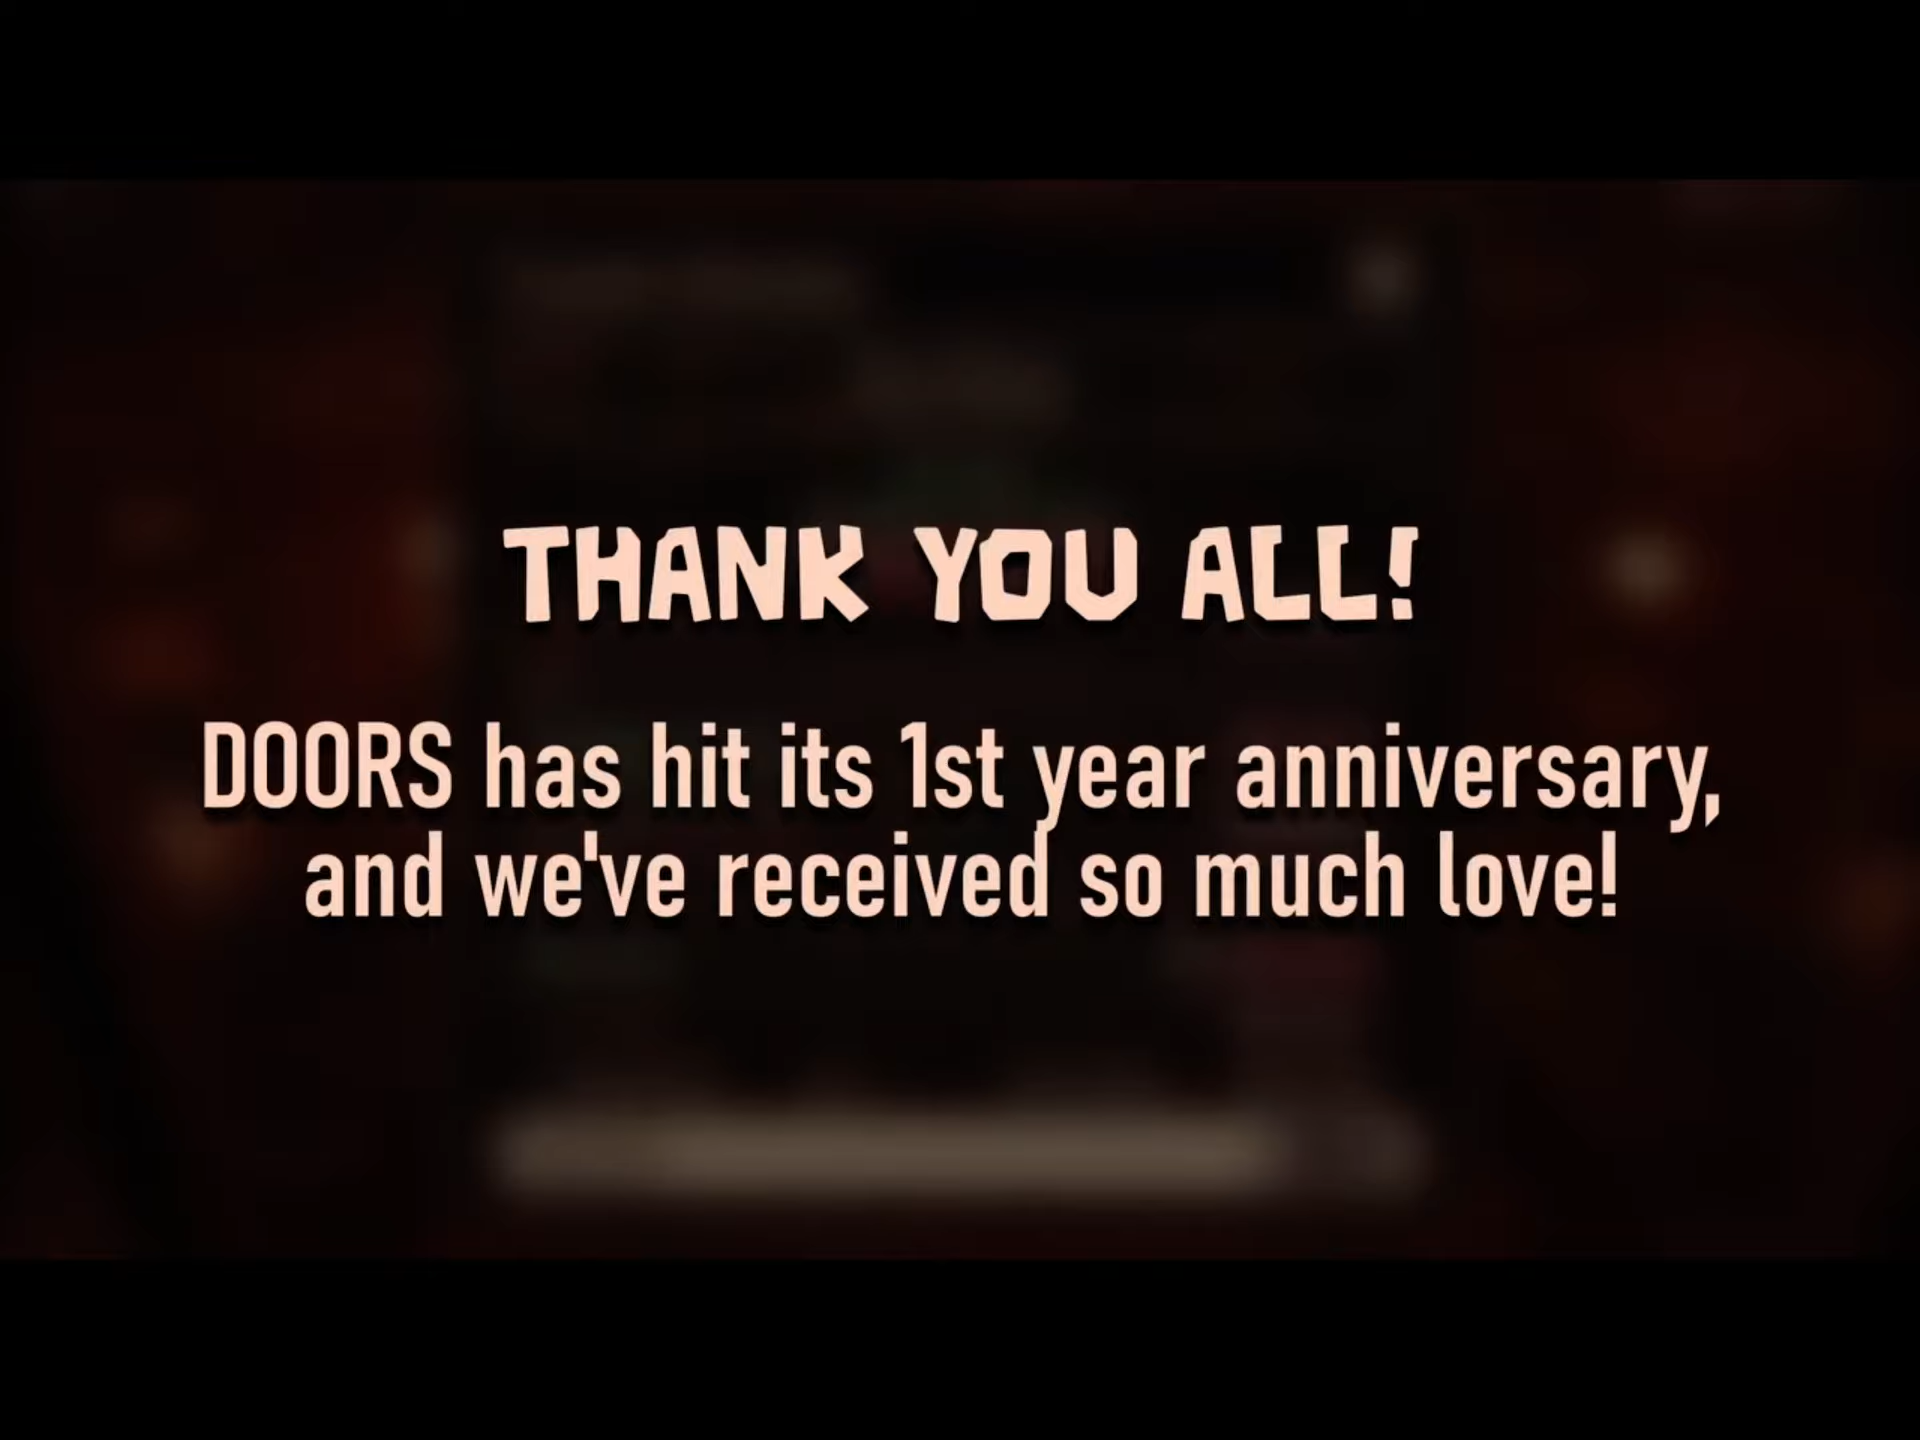 THANK YOU ALL!
DOORS has hit its 1st year anniversary,
and we've received so much love!